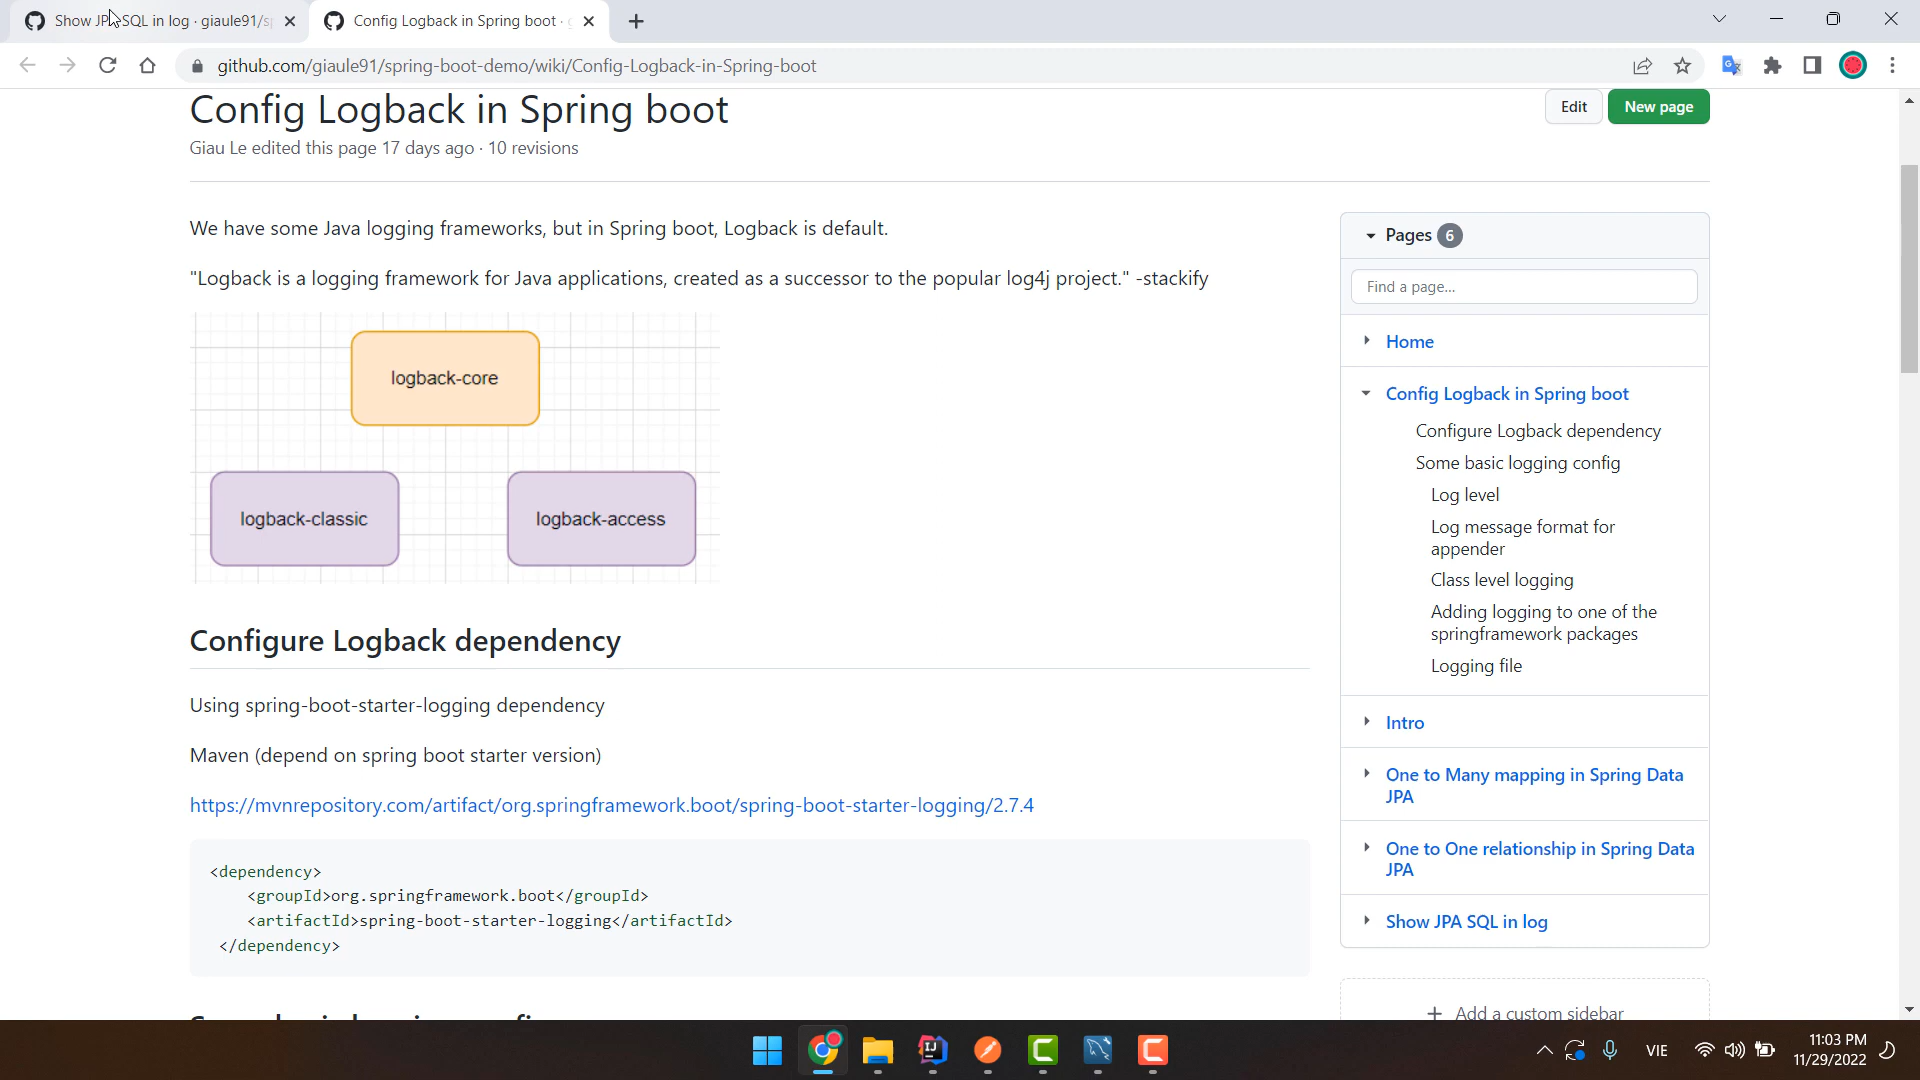 Show JPA SQL in log · giaule91/sp
Config Logback in Spring boot ·
github.com/giaule91/spring-boot-demo/wiki/Config-Logback-in-Spring-boot
Config Logback in Spring boot
Edit
New page
Giau Le edited this page 17 days ago · 10 revisions
We have some Java logging frameworks, but in Spring boot, Logback is default.
"Logback is a logging framework for Java applications, created as a successor to the popular log4j project." -stackify
logback-core
logback-classic
logback-access
Configure Logback dependency
Using spring-boot-starter-logging dependency
Maven (depend on spring boot starter version)
https://mvnrepository.com/artifact/org.springframework.boot/spring-boot-starter-logging/2.7.4
<dependency>
<groupId>org.springframework.boot</groupId>
<artifactId>spring-boot-starter-logging</artifactId>
</dependency>
Pages 6
Find a page...
Home
Config Logback in Spring boot
Configure Logback dependency
Some basic logging config
Log level
Log message format for
appender
Class level logging
Adding logging to one of the
springframework packages
Logging file
Intro
One to Many mapping in Spring Data
JPA
One to One relationship in Spring Data
JPA
Show JPA SQL in log
Add a custom sidebar
VIE
11:03 PM
11/29/2022